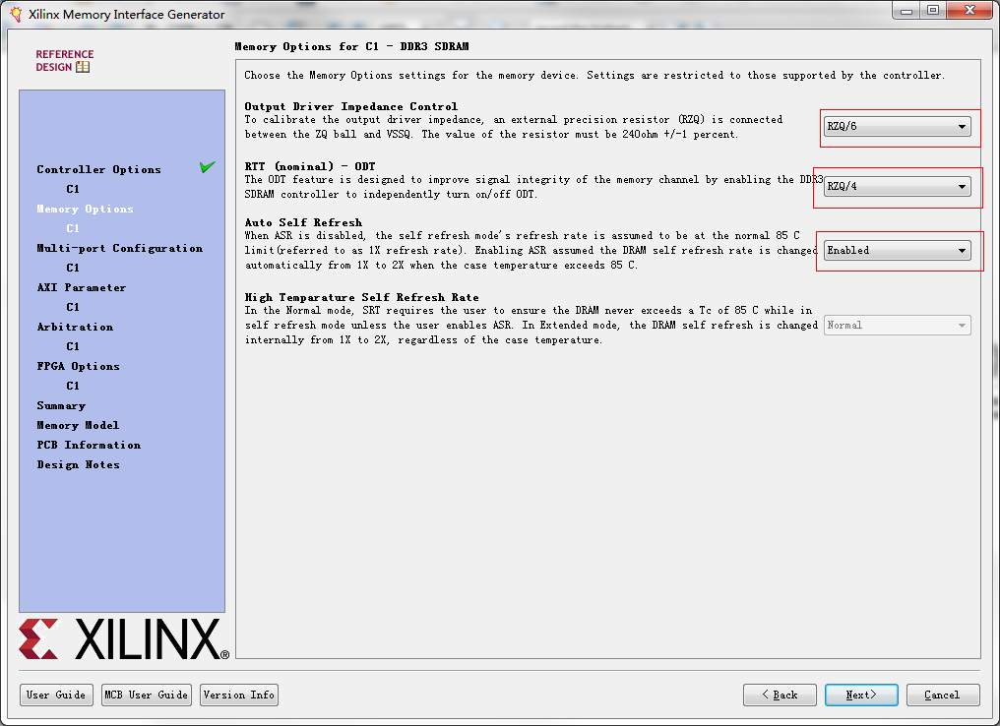 Xilinx Memory Interface Generator
REFERENCE
DESIGN
Controller Options
C1
Memory Options
C1
Multi-port Configuration
C1
AXI Parameter
C1
Arbitration
C1
FPGA Options
C1
Summary
Memory Model
PCB Information
Design Notes
XILINX®
Memory Options for C1 - DDR3 SDRAM
Choose the Memory Options settings for the memory device. Settings are restricted to those supported by the controller.
Output Driver Impedance Control
To calibrate the output driver impedance, an external precision resistor (RZQ) is connected
between the ZQ ball and VSSQ. The value of the resistor must be 240ohm +/-1 percent.
RZQ/6
RTT (nominal) - ODT
The ODT feature is designed to improve signal integrity of the memory channel by enabling the DDR3
SDRAM controller to independently turn on/off ODT.
RZQ/4
Auto Self Refresh
When ASR is disabled, the self refresh mode's refresh rate is assumed to be at the normal 85 C
limit(referred to as 1X refresh rate). Enabling ASR assumed the DRAM self refresh rate is changed
automatically from 1X to 2X when the case temperature exceeds 85 C.
Enabled
High Temparature Self Refresh Rate
In the Normal mode, SRT requires the user to ensure the DRAM never exceeds a Tc of 85 C while in
self refresh mode unless the user enables ASR. In Extended mode, the DRAM self refresh is changed
internally from 1X to 2X, regardless of the case temperature.
Normal
User Guide
MCB User Guide
Version Info
< Back
Next>
Cancel